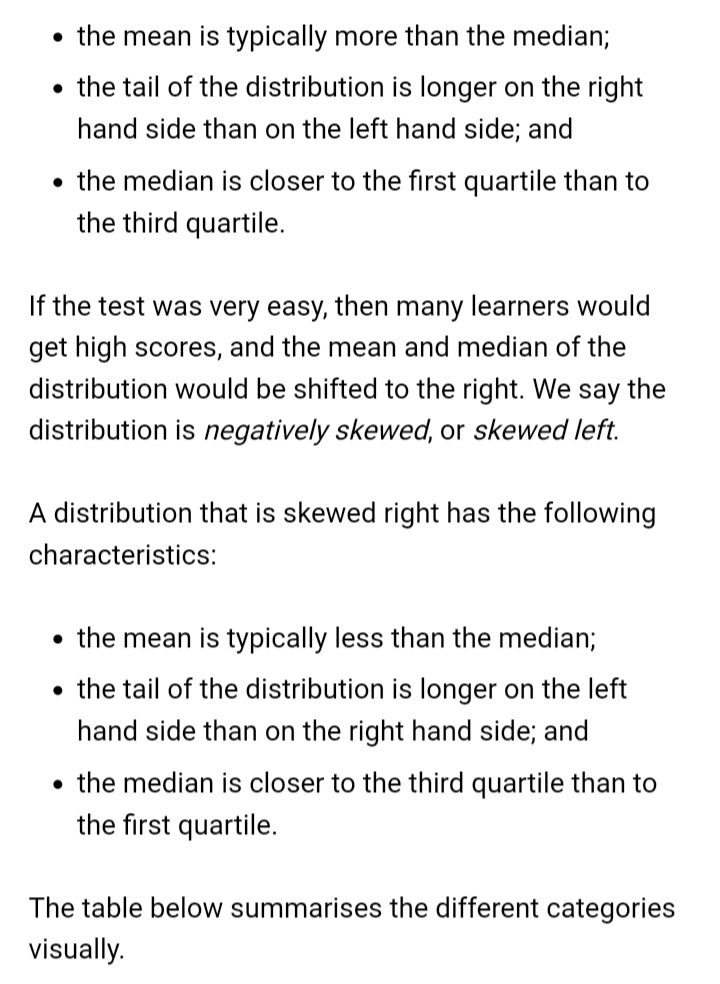 • the mean is typically more than the median;
• the tail of the distribution is longer on the right
hand side than on the left hand side; and
• the median is closer to the first quartile than to
the third quartile.
If the test was very easy, then many learners would
get high scores, and the mean and median of the
distribution would be shifted to the right. We say the
distribution is negatively skewed, or skewed left.
A distribution that is skewed right has the following
characteristics:
• the mean is typically less than the median;
• the tail of the distribution is longer on the left
hand side than on the right hand side; and
• the median is closer to the third quartile than to
the first quartile.
The table below summarises the different categories
visually.